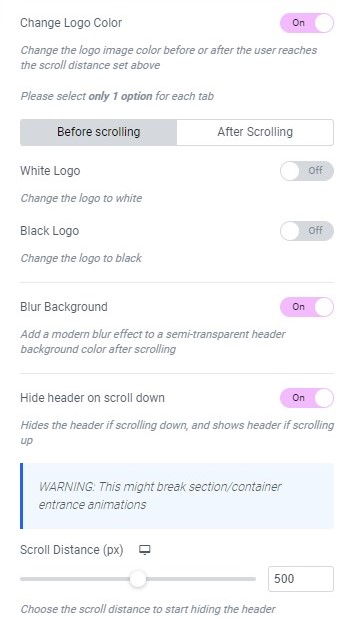 Change Logo Color
On
Change the logo image color before or after the user reaches
the scroll distance set above
Please select only 1 option for each tab
Before scrolling
After Scrolling
White Logo
Off
Change the logo to white
Black Logo
Off
Change the logo to black
Blur Background
On
Add a modern blur effect to a semi-transparent header
background color after scrolling
Hide header on scroll down
On
Hides the header if scrolling down, and shows header if scrolling
up
WARNING: This might break section/container
entrance animations
Scroll Distance (px)
500
Choose the scroll distance to start hiding the header